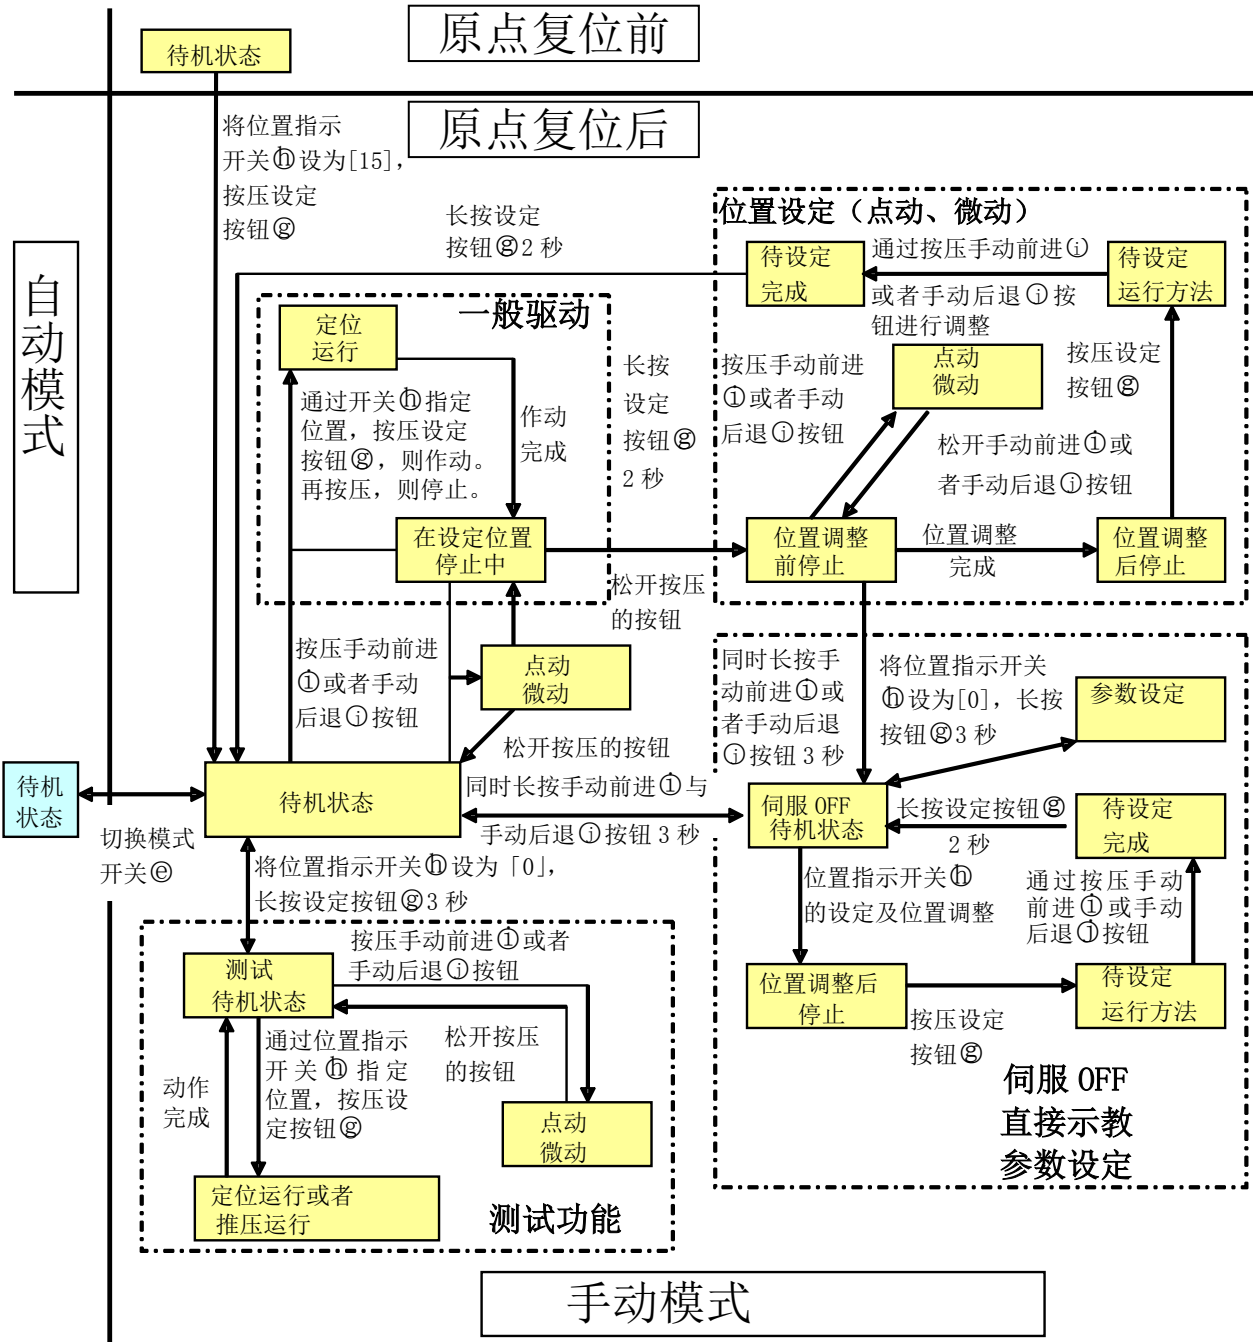 原点复位前
待机状态
原点复位后
将位置指示
开关ⓗ设为[15],
按压设定
按钮ⓖ
自动模式
长按设定
按钮ⓖ2 秒
位置设定（点动、微动）
待设定
完成
通过按压手动前进ⓘ
或者手动后退ⓙ按
钮进行调整
待设定
运行方法
一般驱动
定位
运行
通过开关ⓗ指定
位置，按压设定
按钮ⓖ，则作动。
再按压，则停止。
作动
完成
长按
设定
按钮ⓖ
2 秒
按压手动前进
ⓘ或者手动
后退ⓙ按钮
点动
微动
按压设定
按钮ⓖ
松开手动前进ⓘ或
者手动后退ⓙ按钮
在设定位置
停止中
位置调整
前停止
位置调整
完成
位置调整
后停止
松开按压
的按钮
按压手动前进
ⓘ或者手动
后退ⓙ按钮
点动
微动
松开按压的按钮
同时长按手
动前进ⓘ或
者手动后退
ⓙ按钮 3 秒
将位置指示开关
ⓗ设为[0]，长按
按钮ⓖ3 秒
参数设定
待机
状态
待机状态
同时长按手动前进ⓘ与
手动后退ⓙ按钮 3 秒
伺服 OFF
待机状态
长按设定按钮ⓖ
2 秒
待设定
完成
切换模式
开关ⓔ
将位置指示开关ⓗ设为「0」,
长按设定按钮ⓖ3 秒
位置指示开关ⓗ
的设定及位置调整
通过按压手动
前进ⓘ或手动
后退ⓙ按钮
按压手动前进ⓘ或者
手动后退ⓙ按钮
测试
待机状态
位置调整后
停止
按压设定
按钮ⓖ
待设定
运行方法
通过位置指示
开关ⓗ指定
位置，按压设
定按钮ⓖ
松开按压
的按钮
动作
完成
点动
微动
定位运行或者
推压运行
测试功能
伺服 OFF
直接示教
参数设定
手动模式